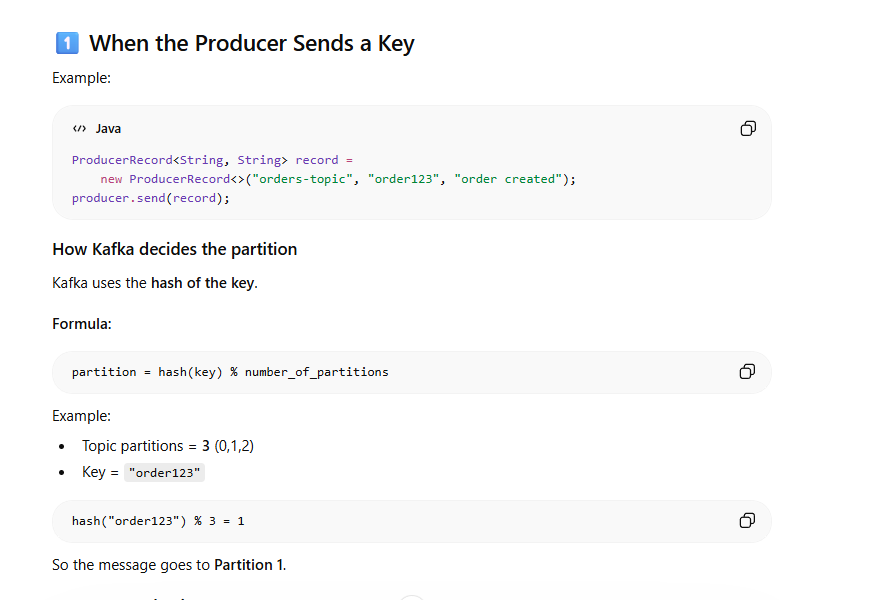 1 When the Producer Sends a Key
Example:
</> Java
ProducerRecord<String, String> record =
    new ProducerRecord<>("orders-topic", "order123", "order created");
producer.send(record);
How Kafka decides the partition
Kafka uses the hash of the key.
Formula:
partition = hash(key) % number_of_partitions
Example:
• Topic partitions = 3 (0,1,2)
• Key = "order123"
hash("order123") % 3 = 1
So the message goes to Partition 1.